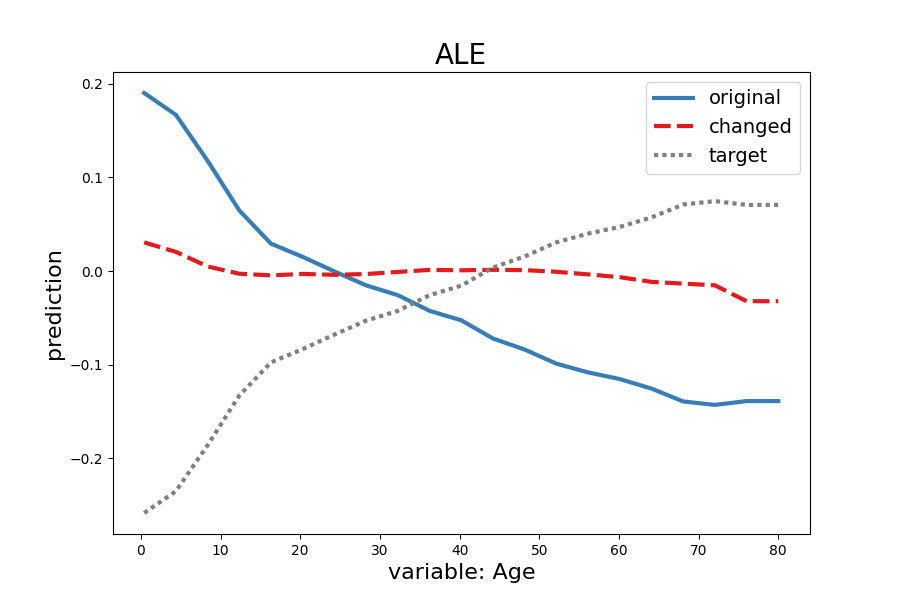 ALE
original
changed
target
prediction
0.2
0.1
0.0
−0.1
−0.2
0 10 20 30 40 50 60 70 80
variable: Age